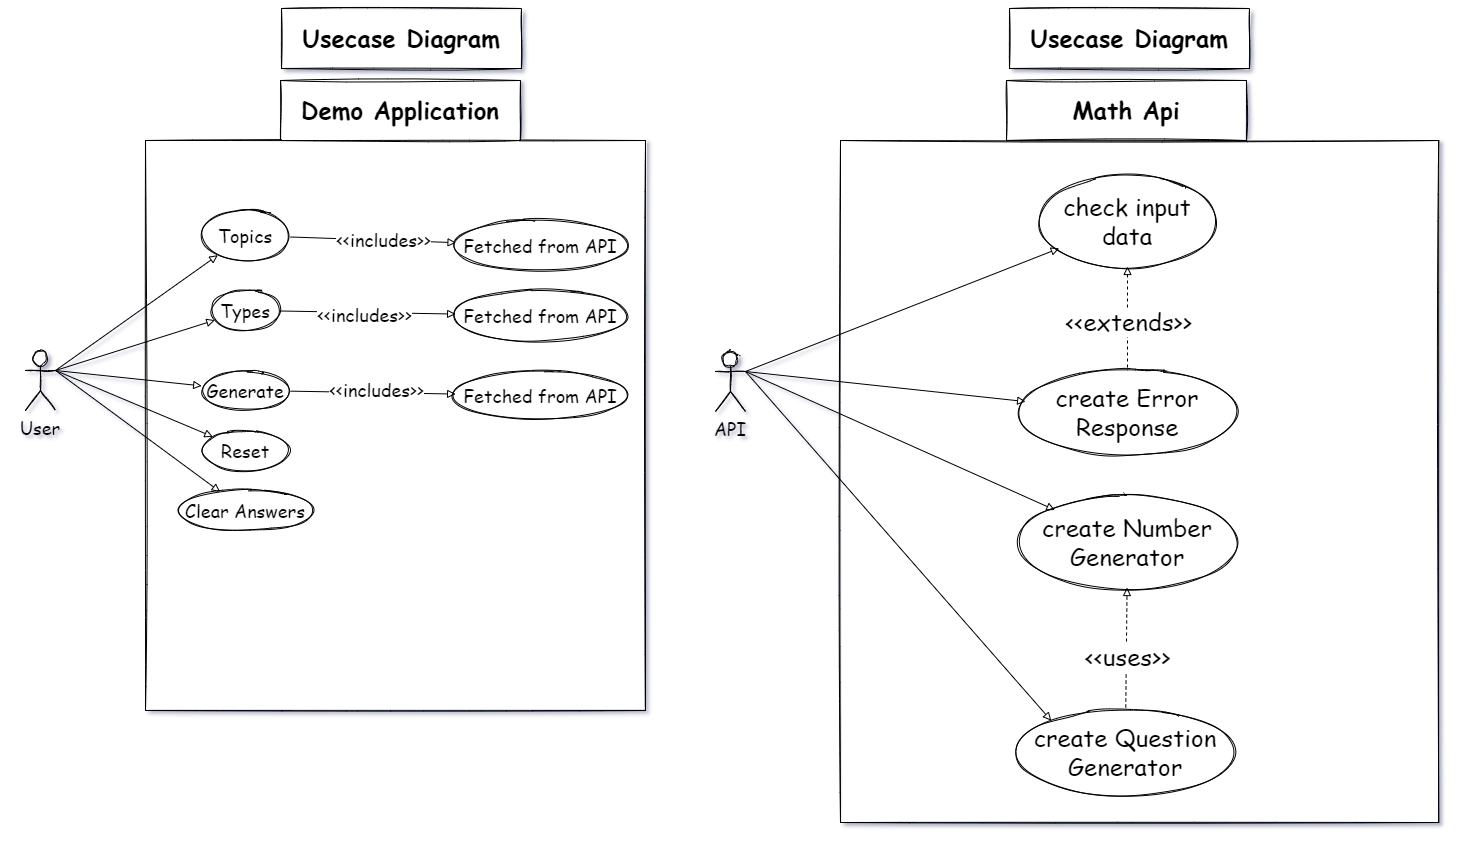 Usecase Diagram
Demo Application
Topics
<<includes>>
Fetched from API
Types
<<includes>>
Fetched from API
Generate
<<includes>>
Fetched from API
User
Reset
Clear Answers
Usecase Diagram
Math Api
check input
data
<<extends>>
API
create Error
Response
create Number
Generator
<<uses>>
create Question
Generator